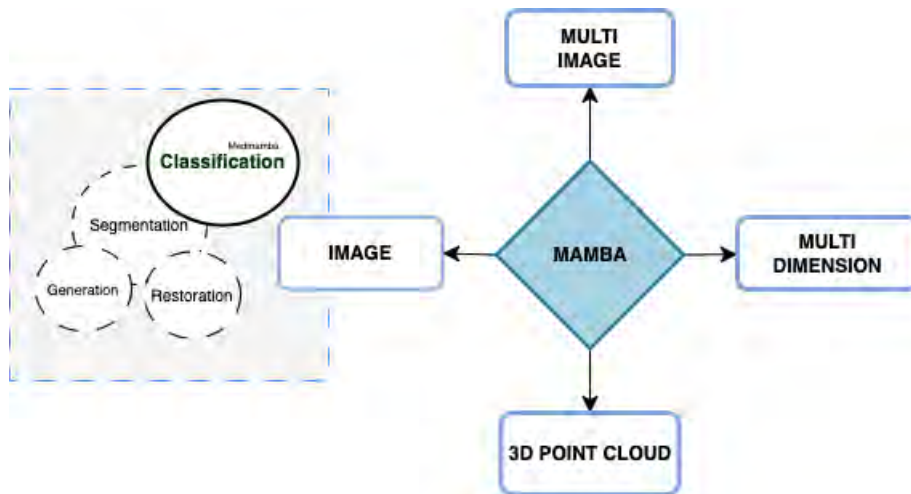 MULTI
IMAGE
Medmamba
Classification
Segmentation
Generation
Restoration
IMAGE
MAMBA
MULTI
DIMENSION
3D POINT CLOUD